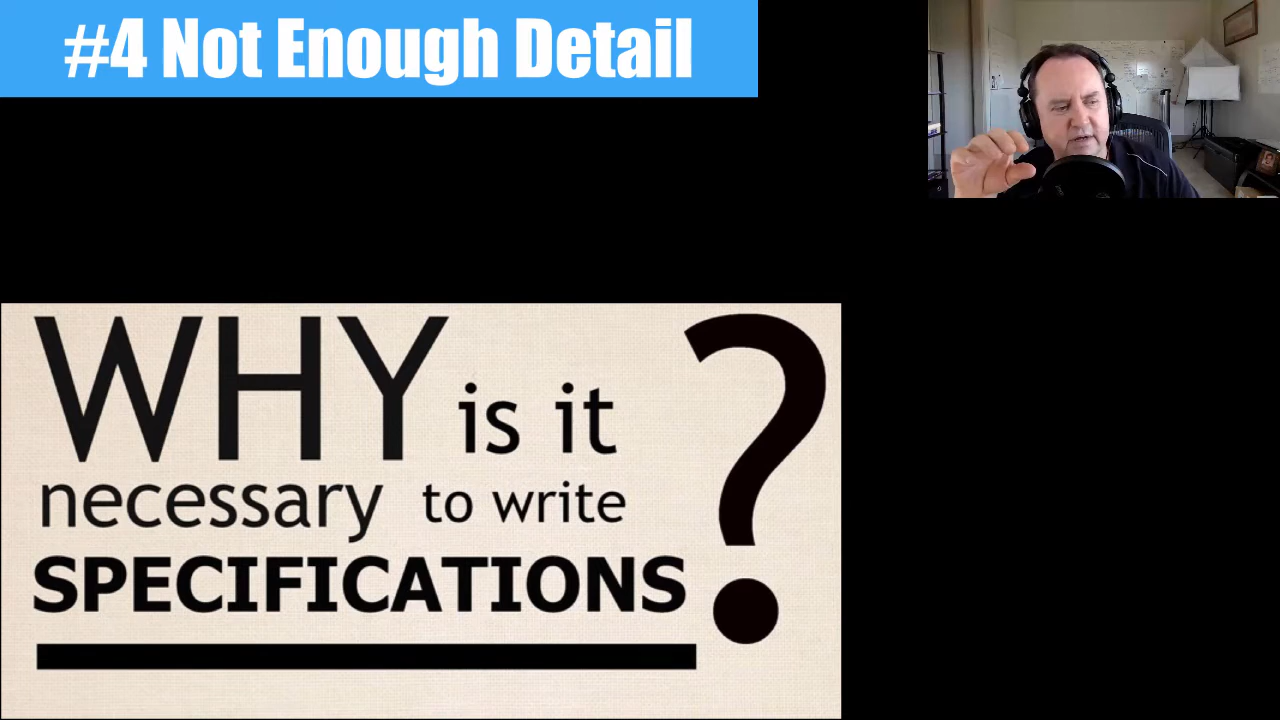 #4 Not Enough Detail
WHY is it ?
necessary to write
SPECIFICATIONS